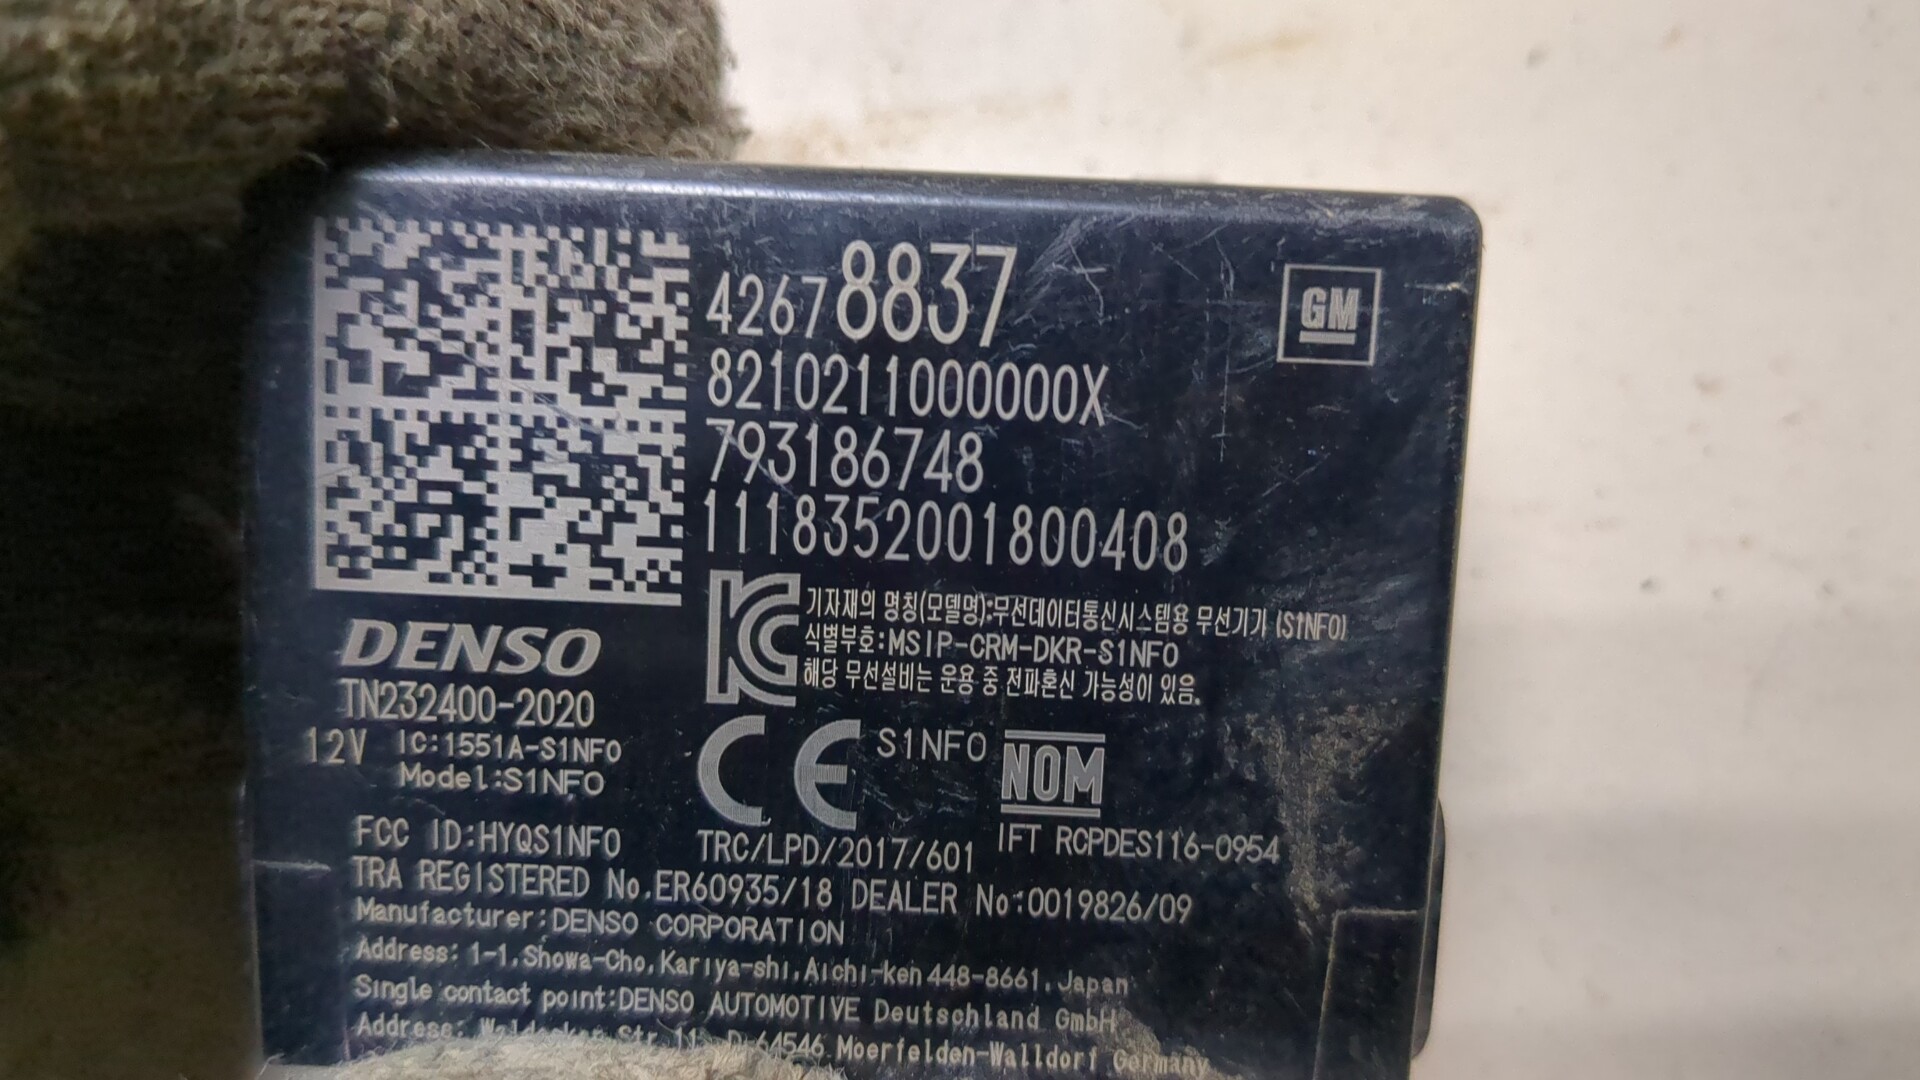 42678837
GM
8210211000000X
793186748
1118352001800408
기자재의 명칭(모델명):무선데이터통신시스템용 무선기기 (S1NFO)
식별부호:MSIP-CRM-DKR-S1NFO
해당 무선설비는 운용 중 전파혼신 가능성이 있음.
DENSO
TN232400-2020
12V IC:1551A-S1NFO
Model:S1NFO
CE S1NFO NOM
FCC ID:HYQS1NFO TRC/LPD/2017/601 IFT RCPDES116-0954
TRA REGISTERED No.ER60935/18 DEALER No:0019826/09
Manufacturer:DENSO CORPORATION
Address: 1-1,Showa-Cho,Kariya-shi,Aichi-ken 448-8661,Japan
Single contact point:DENSO AUTOMOTIVE Deutschland GmbH
Address: Str 11 D-64546 Moerfelden-Walldorf Germany